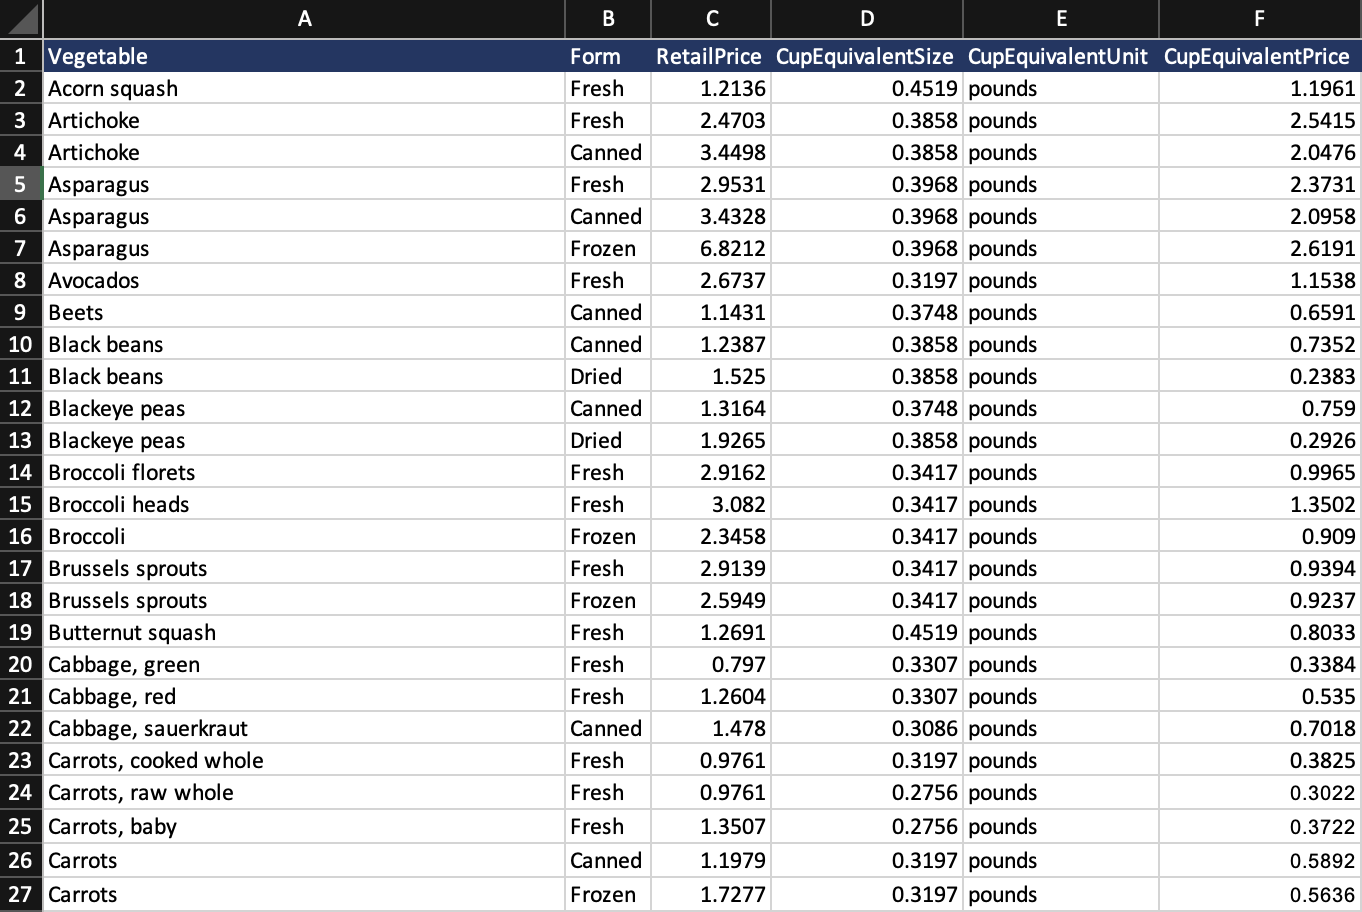 A B C D E F
1 Vegetable Form RetailPrice CupEquivalentSize CupEquivalentUnit CupEquivalentPrice
2 Acorn squash Fresh 1.2136 0.4519 pounds 1.1961
3 Artichoke Fresh 2.4703 0.3858 pounds 2.5415
4 Artichoke Canned 3.4498 0.3858 pounds 2.0476
5 Asparagus Fresh 2.9531 0.3968 pounds 2.3731
6 Asparagus Canned 3.4328 0.3968 pounds 2.0958
7 Asparagus Frozen 6.8212 0.3968 pounds 2.6191
8 Avocados Fresh 2.6737 0.3197 pounds 1.1538
9 Beets Canned 1.1431 0.3748 pounds 0.6591
10 Black beans Canned 1.2387 0.3858 pounds 0.7352
11 Black beans Dried 1.525 0.3858 pounds 0.2383
12 Blackeye peas Canned 1.3164 0.3748 pounds 0.759
13 Blackeye peas Dried 1.9265 0.3858 pounds 0.2926
14 Broccoli florets Fresh 2.9162 0.3417 pounds 0.9965
15 Broccoli heads Fresh 3.082 0.3417 pounds 1.3502
16 Broccoli Frozen 2.3458 0.3417 pounds 0.909
17 Brussels sprouts Fresh 2.9139 0.3417 pounds 0.9394
18 Brussels sprouts Frozen 2.5949 0.3417 pounds 0.9237
19 Butternut squash Fresh 1.2691 0.4519 pounds 0.8033
20 Cabbage, green Fresh 0.797 0.3307 pounds 0.3384
21 Cabbage, red Fresh 1.2604 0.3307 pounds 0.535
22 Cabbage, sauerkraut Canned 1.478 0.3086 pounds 0.7018
23 Carrots, cooked whole Fresh 0.9761 0.3197 pounds 0.3825
24 Carrots, raw whole Fresh 0.9761 0.2756 pounds 0.3022
25 Carrots, baby Fresh 1.3507 0.2756 pounds 0.3722
26 Carrots Canned 1.1979 0.3197 pounds 0.5892
27 Carrots Frozen 1.7277 0.3197 pounds 0.5636